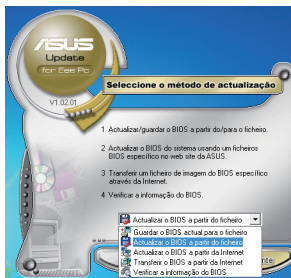 ASUS
Update
for Eee Pc
V1.02.01
Seleccione o método de actualização
1 Actualizar/guardar o BIOS a partir do/para o ficheiro.
2 Actualizar o BIOS do sistema usando um ficheiros
BIOS específico no web site da ASUS.
3 Transferir um ficheiro de imagem do BIOS específico
através da Internet.
4 Verificar a informação do BIOS.
Actualizar o BIOS a partir do ficheiro
Guardar o BIOS actual para o ficheiro
Actualizar o BIOS a partir do ficheiro
Actualizar o BIOS a partir da Internet
Transferir o BIOS a partir da Internet
Verificar a informação do BIOS